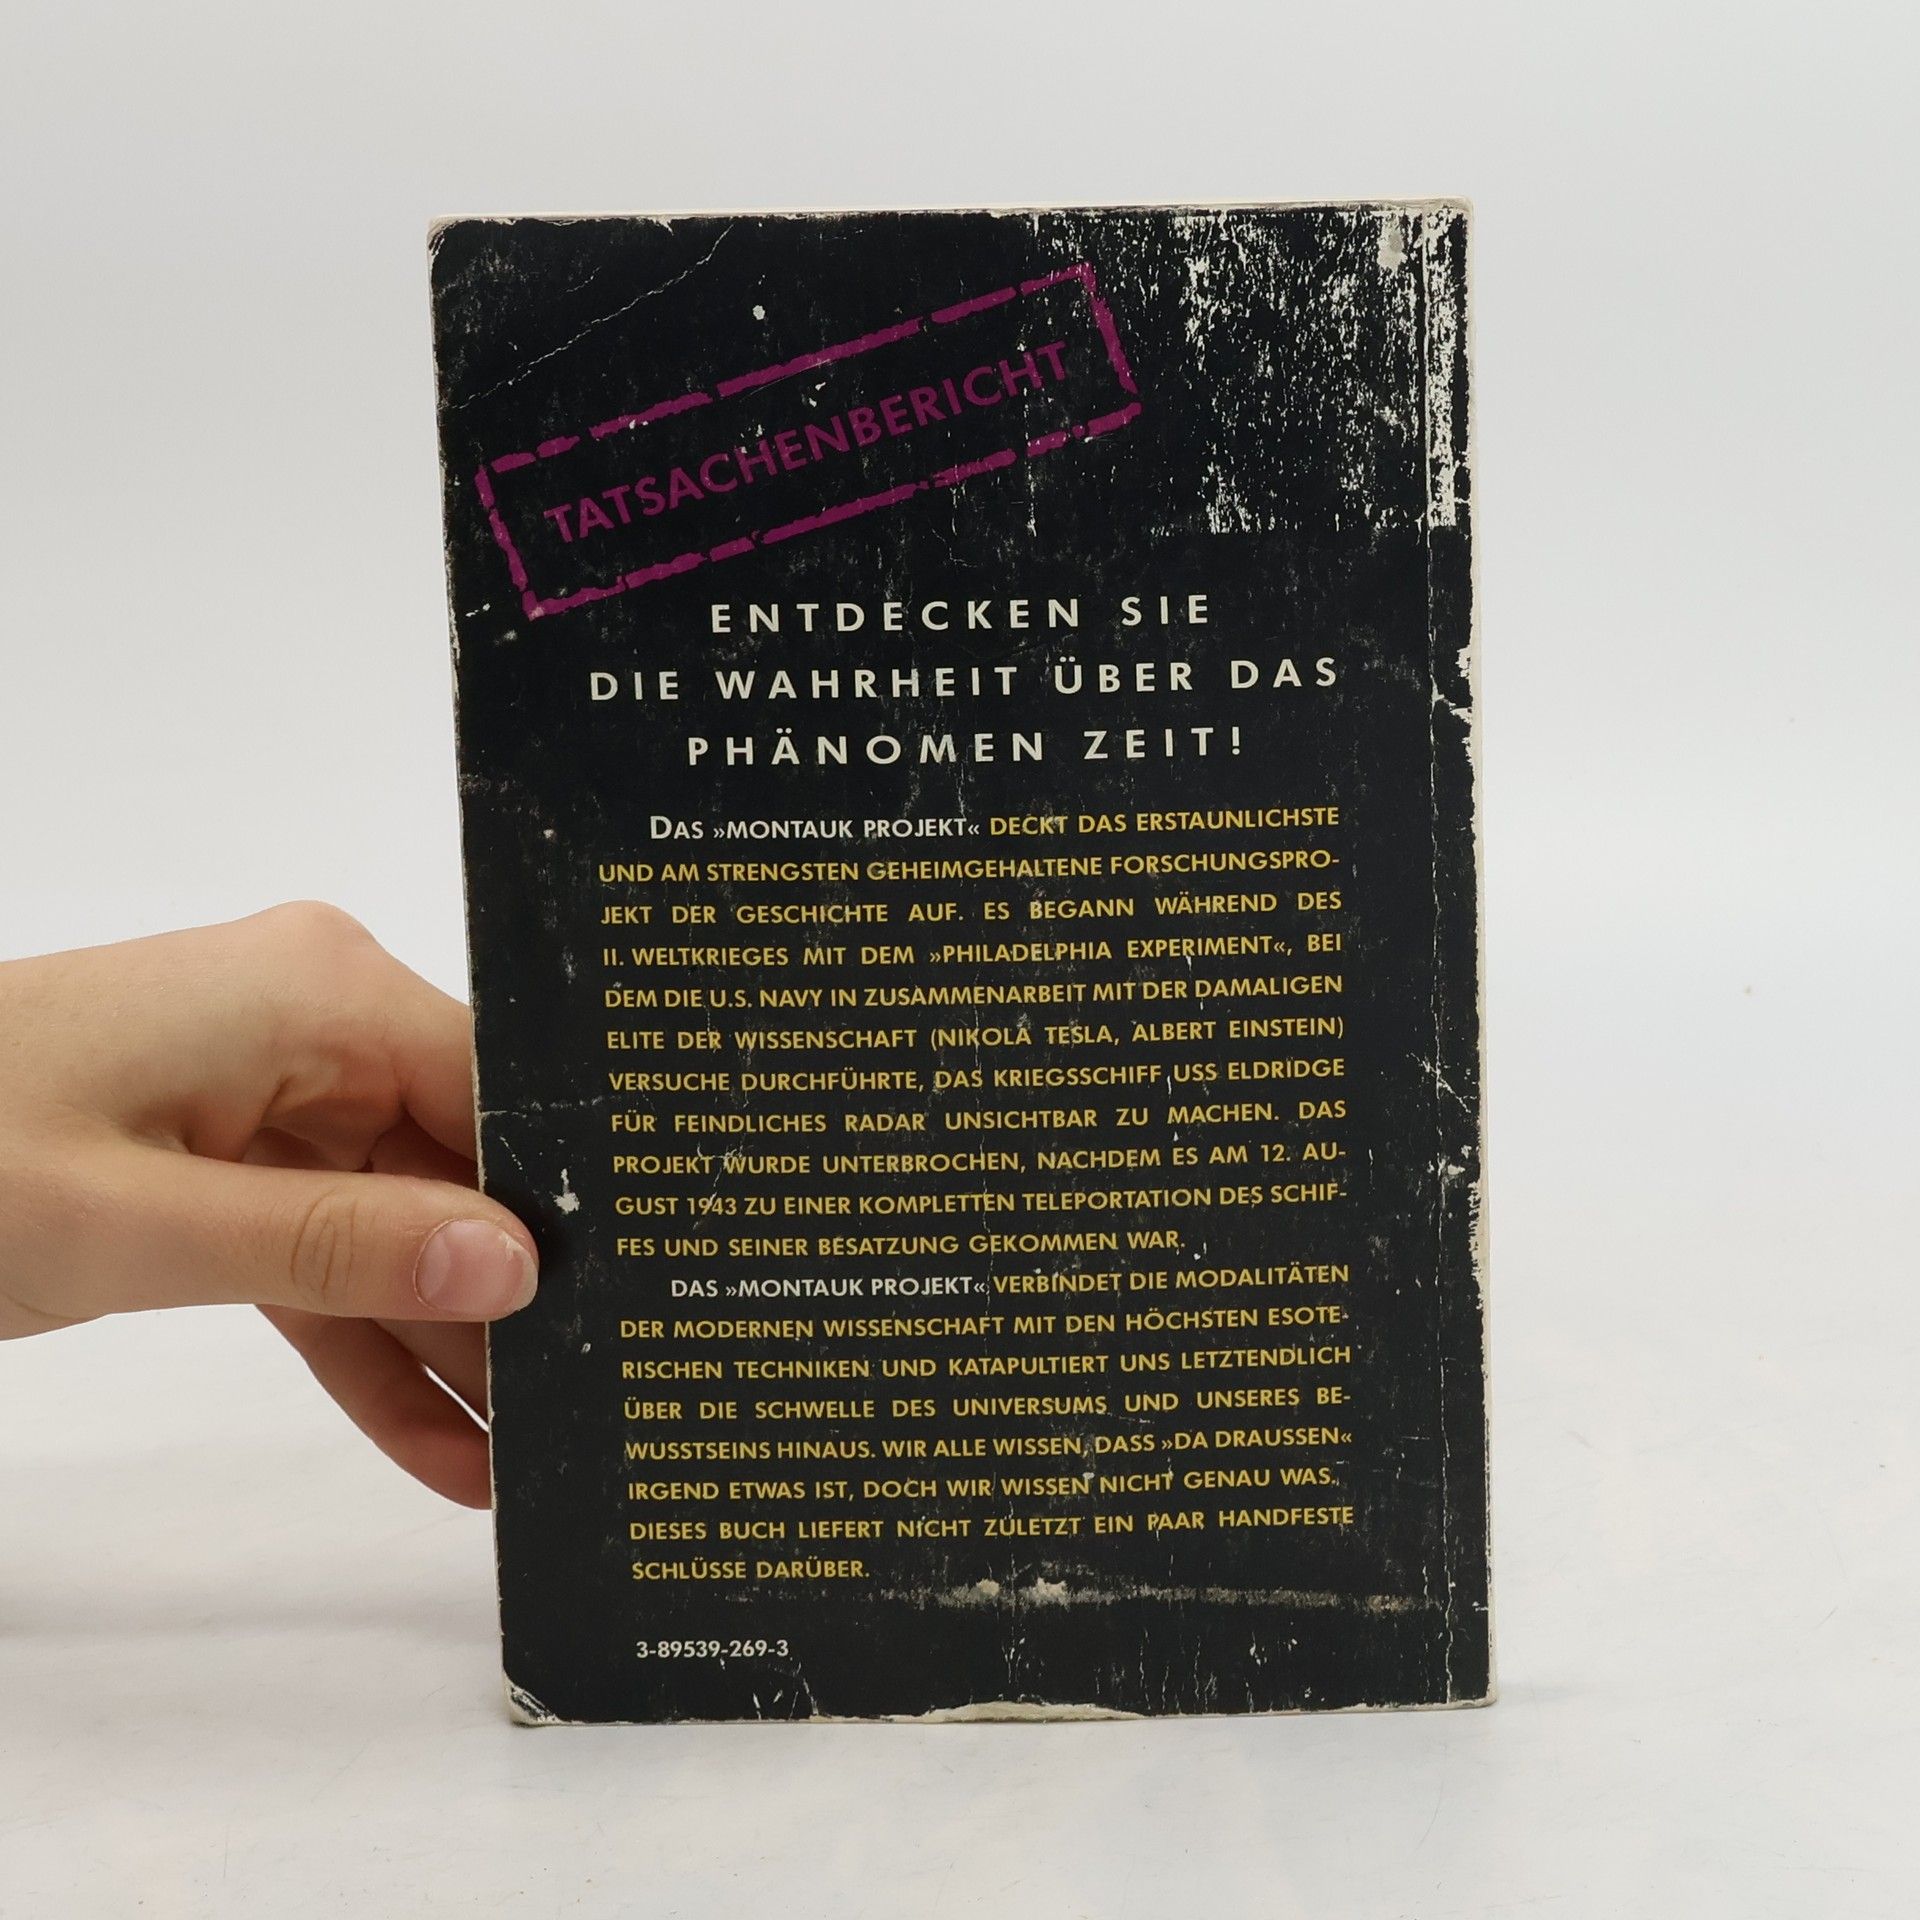 TATSACHENBERICHT
ENTDECKEN SIE
DIE WAHRHEIT ÜBER DAS
PHÄNOMEN ZEIT!
DAS »MONTAUK PROJEKT« DECKT DAS ERSTAUNLICHSTE
UND AM STRENGSTEN GEHEIMGEHALTENE FORSCHUNGSPRO-
JEKT DER GESCHICHTE AUF. ES BEGANN WÄHREND DES
II. WELTKRIEGES MIT DEM »PHILADELPHIA EXPERIMENT«, BEI
DEM DIE U.S. NAVY IN ZUSAMMENARBEIT MIT DER DAMALIGEN
ELITE DER WISSENSCHAFT (NIKOLA TESLA, ALBERT EINSTEIN)
VERSUCHE DURCHFÜHRTE, DAS KRIEGSSCHIFF USS ELDRIDGE
FÜR FEINDLICHES RADAR UNSICHTBAR ZU MACHEN. DAS
PROJEKT WURDE UNTERBROCHEN, NACHDEM ES AM 12. AU-
GUST 1943 ZU EINER KOMPLETTEN TELEPORTATION DES SCHIF-
FES UND SEINER BESATZUNG GEKOMMEN WAR.
DAS »MONTAUK PROJEKT« VERBINDET DIE MODALITÄTEN
DER MODERNEN WISSENSCHAFT MIT DEN HÖCHSTEN ESOTE-
RISCHEN TECHNIKEN UND KATAPULTIERT UNS LETZTENDLICH
ÜBER DIE SCHWELLE DES UNIVERSUMS UND UNSERES BE-
WUSSTSEINS HINAUS. WIR ALLE WISSEN, DASS »DA DRAUSSEN«
IRGEND ETWAS IST, DOCH WIR WISSEN NICHT GENAU WAS.
DIESES BUCH LIEFERT NICHT ZULETZT EIN PAAR HANDFESTE
SCHLÜSSE DARÜBER.
3-89539-269-3